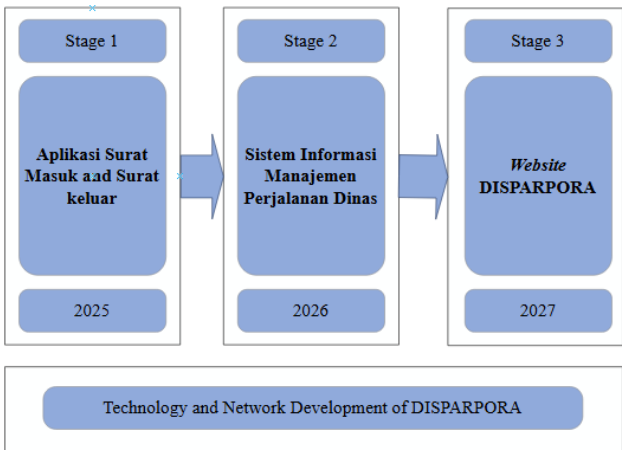 Stage 1
Aplikasi Surat
Masuk a.ad Surat
keluar
2025
Stage 2
Sistem Informasi
Manajemen
Perjalanan Dinas
2026
Stage 3
Website
DISPARPORA
2027
Technology and Network Development of DISPARPORA